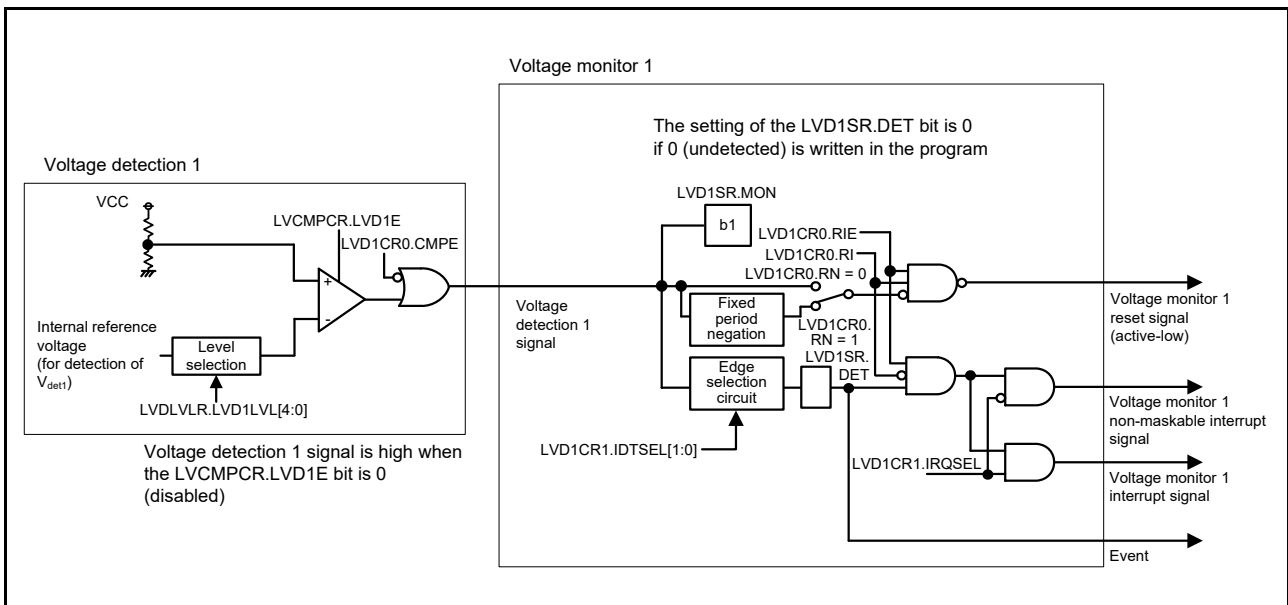 Voltage monitor 1
The setting of the LVD1SR.DET bit is 0
if 0 (undetected) is written in the program
Voltage detection 1
VCC
LVCMPCR.LVD1E
LVD1CR0.CMPE
LVD1SR.MON
b1
LVD1CR0.RIE
LVD1CR0.RI
LVD1CR0.RN = 0
+
-
Internal reference
voltage
(for detection of
Vdet1)
Level
selection
LVDLVLR.LVD1LVL[4:0]
Voltage
detection 1
signal
Fixed
period
negation
LVD1CR0.
RN = 1
LVD1SR.
DET
Edge
selection
circuit
LVD1CR1.IDTSEL[1:0]
LVD1CR1.IRQSEL
Voltage monitor 1
reset signal
(active-low)
Voltage monitor 1
non-maskable interrupt
signal
Voltage monitor 1
interrupt signal
Event
Voltage detection 1 signal is high when
the LVCMPCR.LVD1E bit is 0
(disabled)